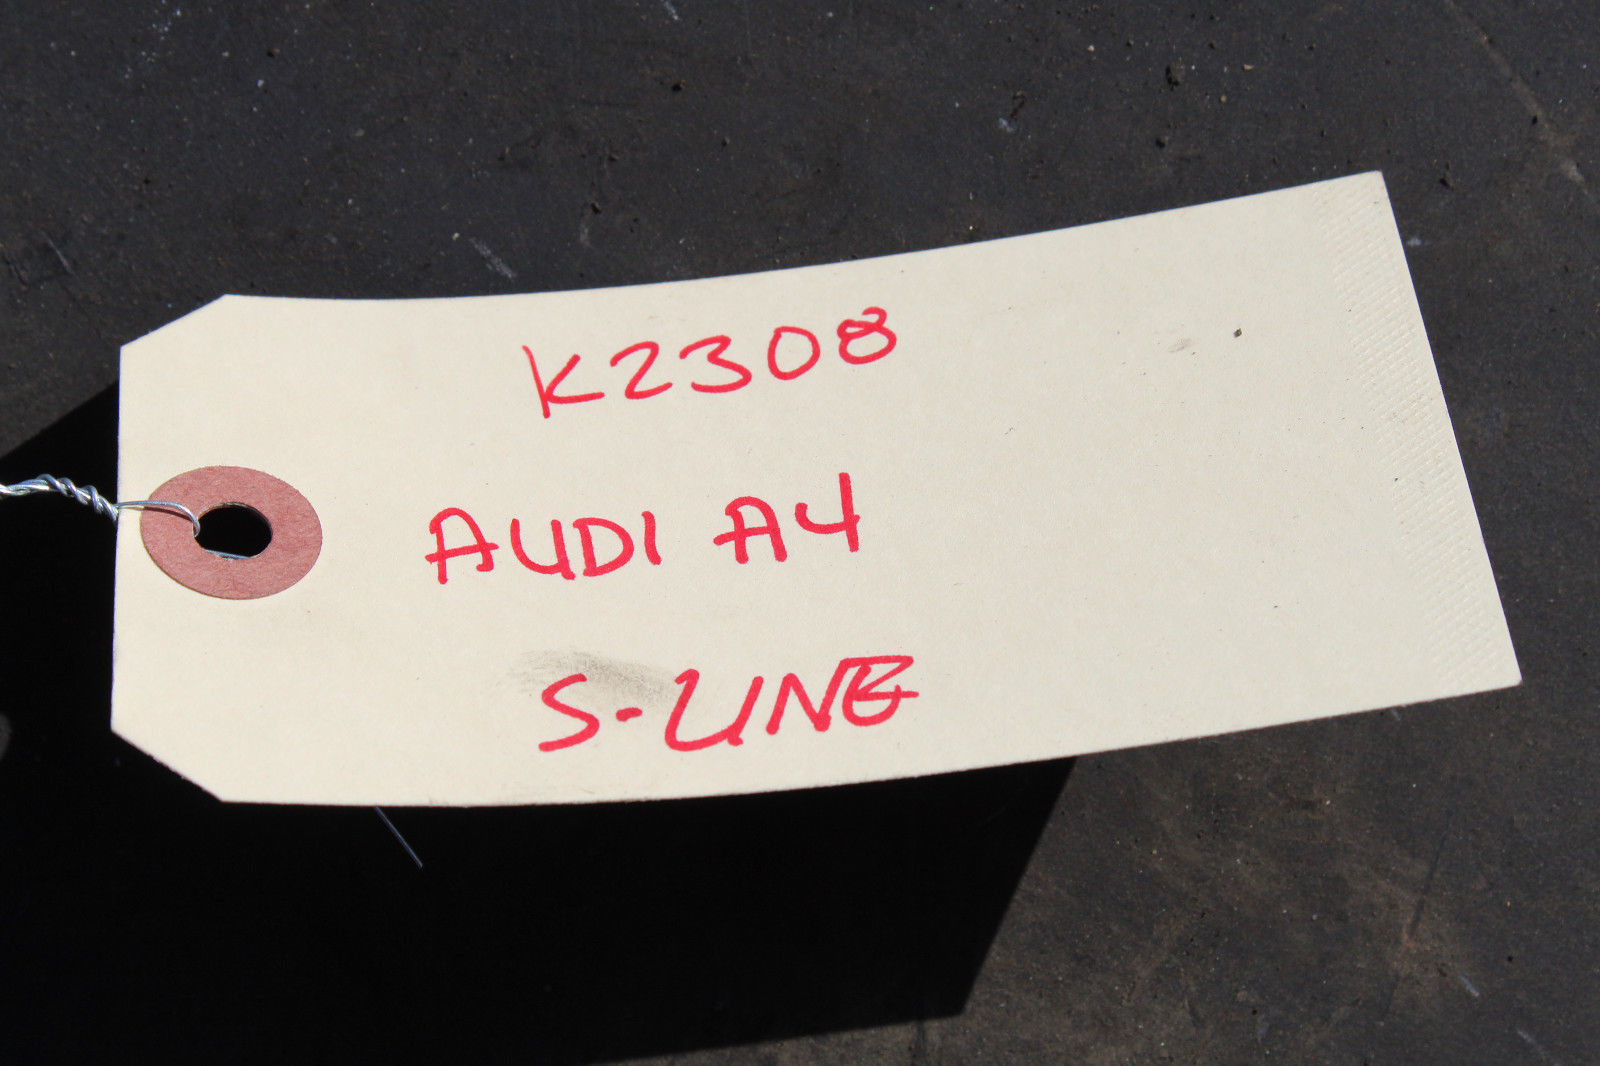 K2308
AUDI A4
S-LINE